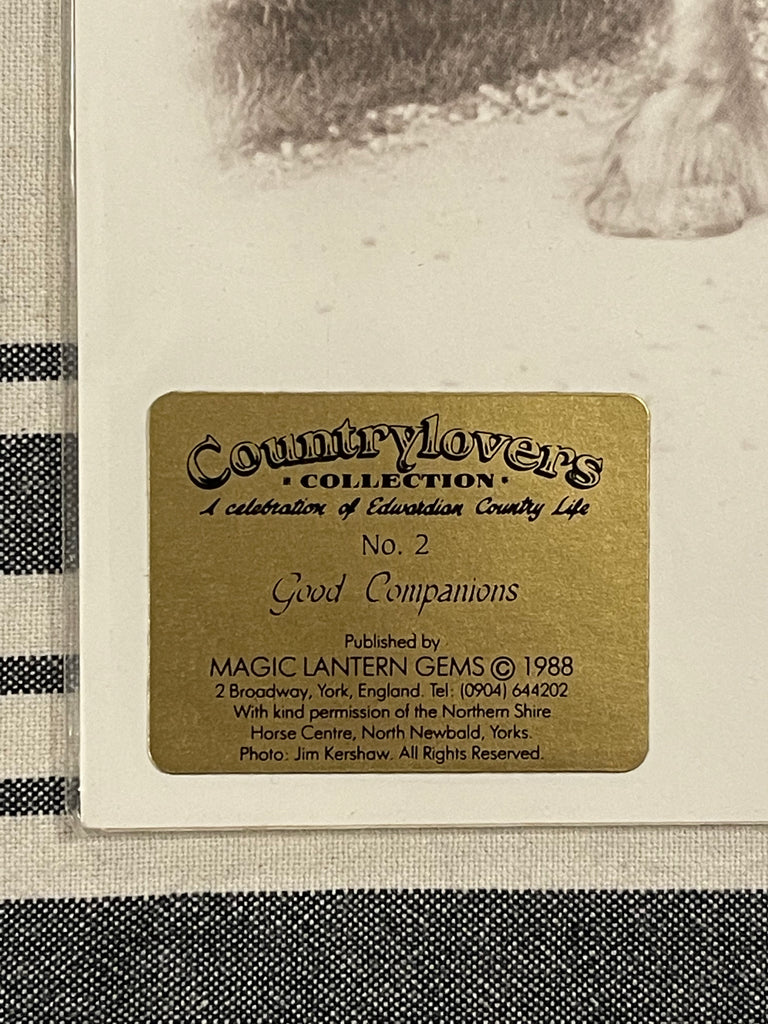 Countrylovers
· COLLECTION ·
A celebration of Edwardian Country Life
No. 2
Good Companions
Published by
MAGIC LANTERN GEMS © 1988
2 Broadway, York, England. Tel: (0904) 644202
With kind permission of the Northern Shire
Horse Centre, North Newbald, Yorks.
Photo: Jim Kershaw. All Rights Reserved.